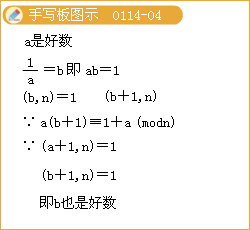 手写板图示 0114-04
a是好数
1/a =b即 ab=1
(b,n)=1 (b+1,n)
∵ a(b+1)≡1+a (modn)
∵ (a+1,n)=1
(b+1,n)=1
即b也是好数